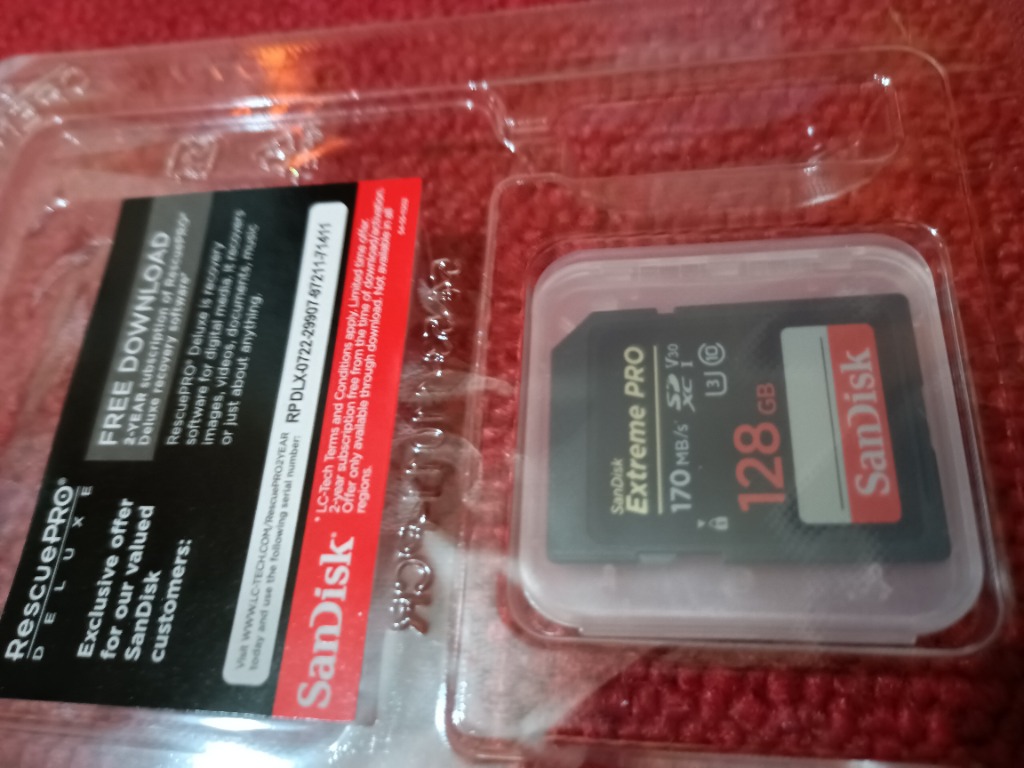 RescuePRO®
DELUXE
Exclusive offer
for our valued
SanDisk
customers:
FREE DOWNLOAD
2-YEAR subscription of RescuePRO®
Deluxe recovery software*
RescuePRO® Deluxe is recovery
software for digital media. It recovers
images, videos, documents, music
or just about anything.
Visit WWW.LC-TECH.COM/RescuePRO2YEAR
today and use the following serial number:
RPDLX-0722-29907-97211-71411
SanDisk®
* LC-Tech Terms and Conditions apply. Limited time offer.
2-year subscription free from the time of download/activation.
Offer only available through download. Not available in all
regions.
SanDisk
Extreme PRO
170 MB/s
SD XC I
V30
U3
10
128 GB
SanDisk